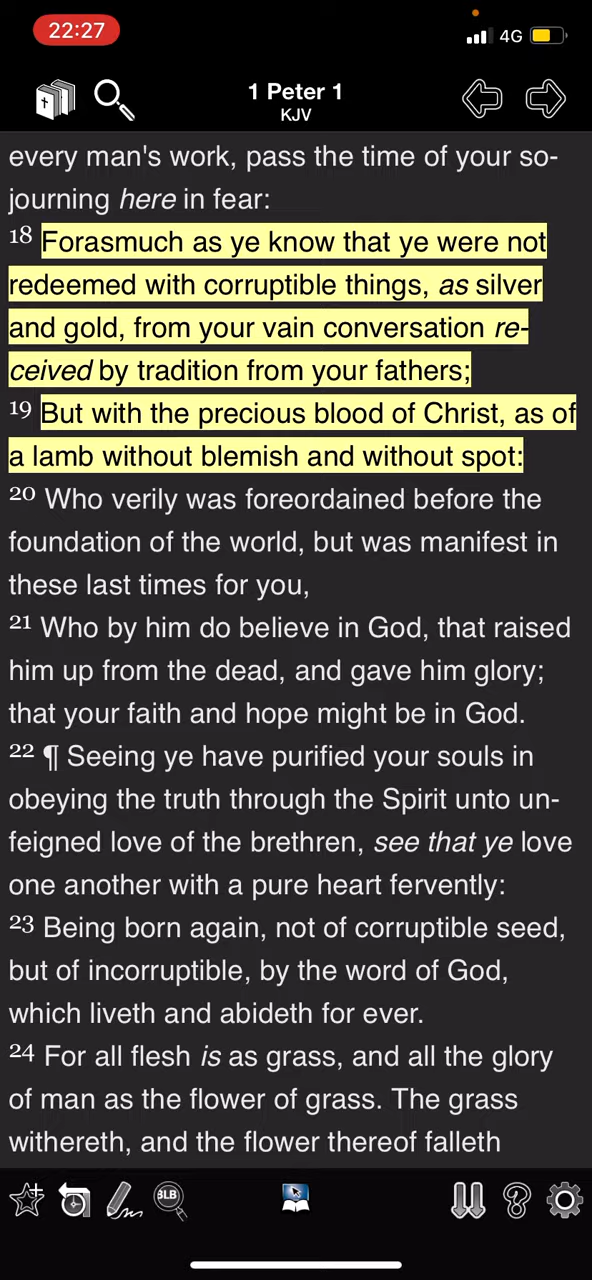 22:27
4G
1 Peter 1
KJV
every man's work, pass the time of your so-
journing here in fear:
18 Forasmuch as ye know that ye were not
redeemed with corruptible things, as silver
and gold, from your vain conversation re-
ceived by tradition from your fathers;
19 But with the precious blood of Christ, as of
a lamb without blemish and without spot:
20 Who verily was foreordained before the
foundation of the world, but was manifest in
these last times for you,
21 Who by him do believe in God, that raised
him up from the dead, and gave him glory;
that your faith and hope might be in God.
22 ¶ Seeing ye have purified your souls in
obeying the truth through the Spirit unto un-
feigned love of the brethren, see that ye love
one another with a pure heart fervently:
23 Being born again, not of corruptible seed,
but of incorruptible, by the word of God,
which liveth and abideth for ever.
24 For all flesh is as grass, and all the glory
of man as the flower of grass. The grass
withereth, and the flower thereof falleth
BLB